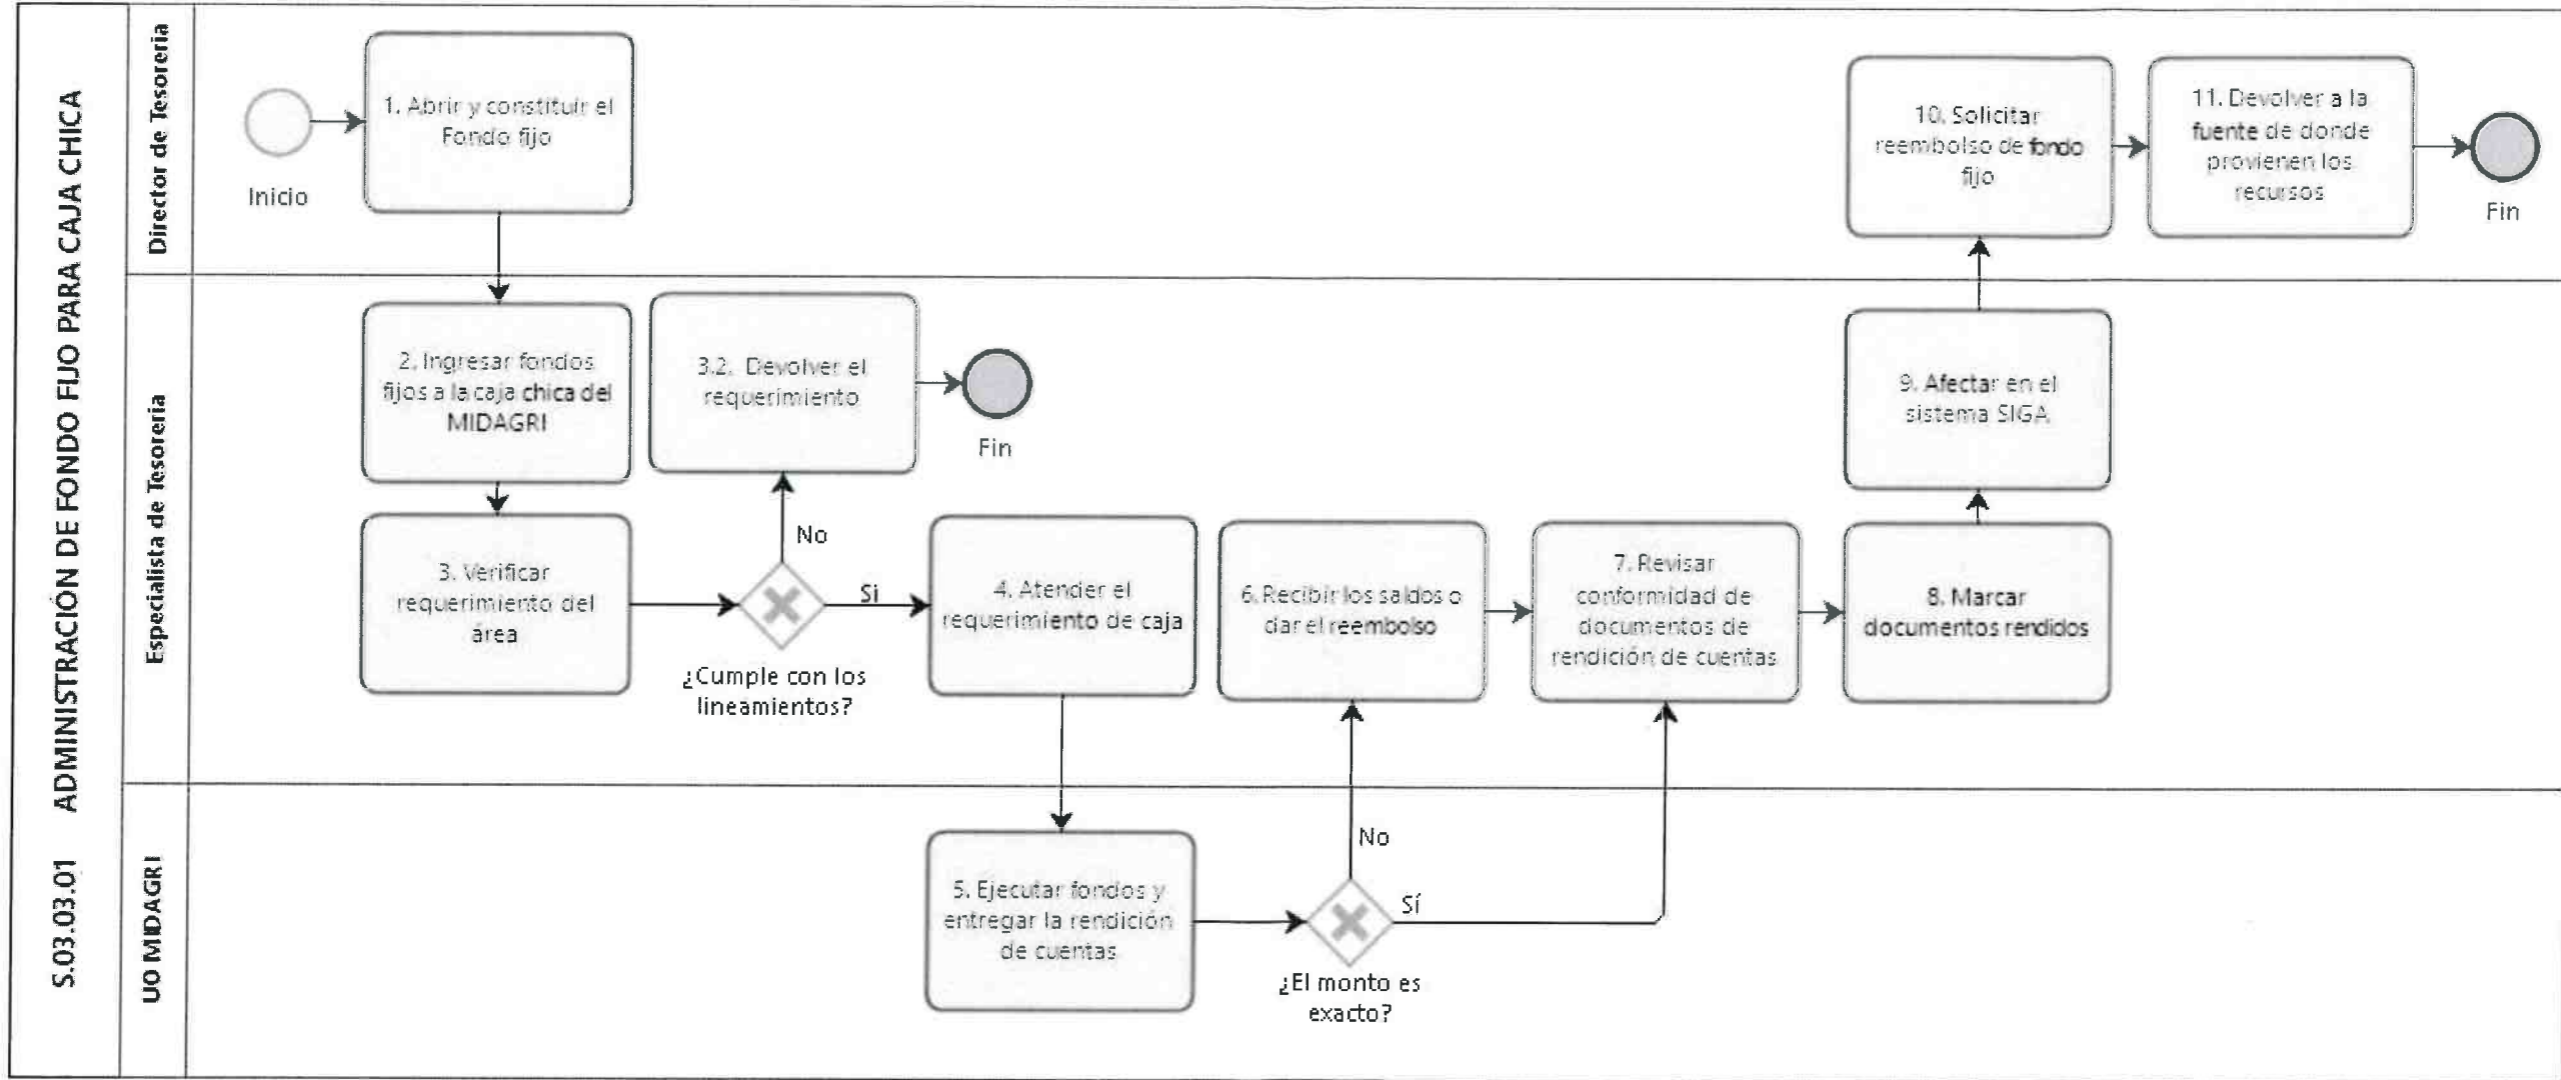 S.03.03.01 ADMINISTRACIÓN DE FONDO FIJO PARA CAJA CHICA
Director de Tesoreria
Inicio
1. Abrir y constituir el
Fondo fijo
10. Solicitar
reembolso de fondo
fijo
11. Devolver a la
fuente de donde
provienen los
recursos
Fin
Especialista de Tesoreria
2. Ingresar fondos
fijos a la caja chica del
MIDAGRI
3.2. Devolver el
requerimiento
Fin
9. Afectar en el
sistema SIGA
3. Verificar
requerimiento del
área
No
Si
¿Cumple con los
lineamientos?
4. Atender el
requerimiento de caja
6. Recibir los saldos o
dar el reembolso
7. Revisar
conformidad de
documentos de
rendición de cuentas
8. Marcar
documentos rendidos
UO MIDAGRI
5. Ejecutar fondos y
entregar la rendición
de cuentas
No
Sí
¿El monto es
exacto?